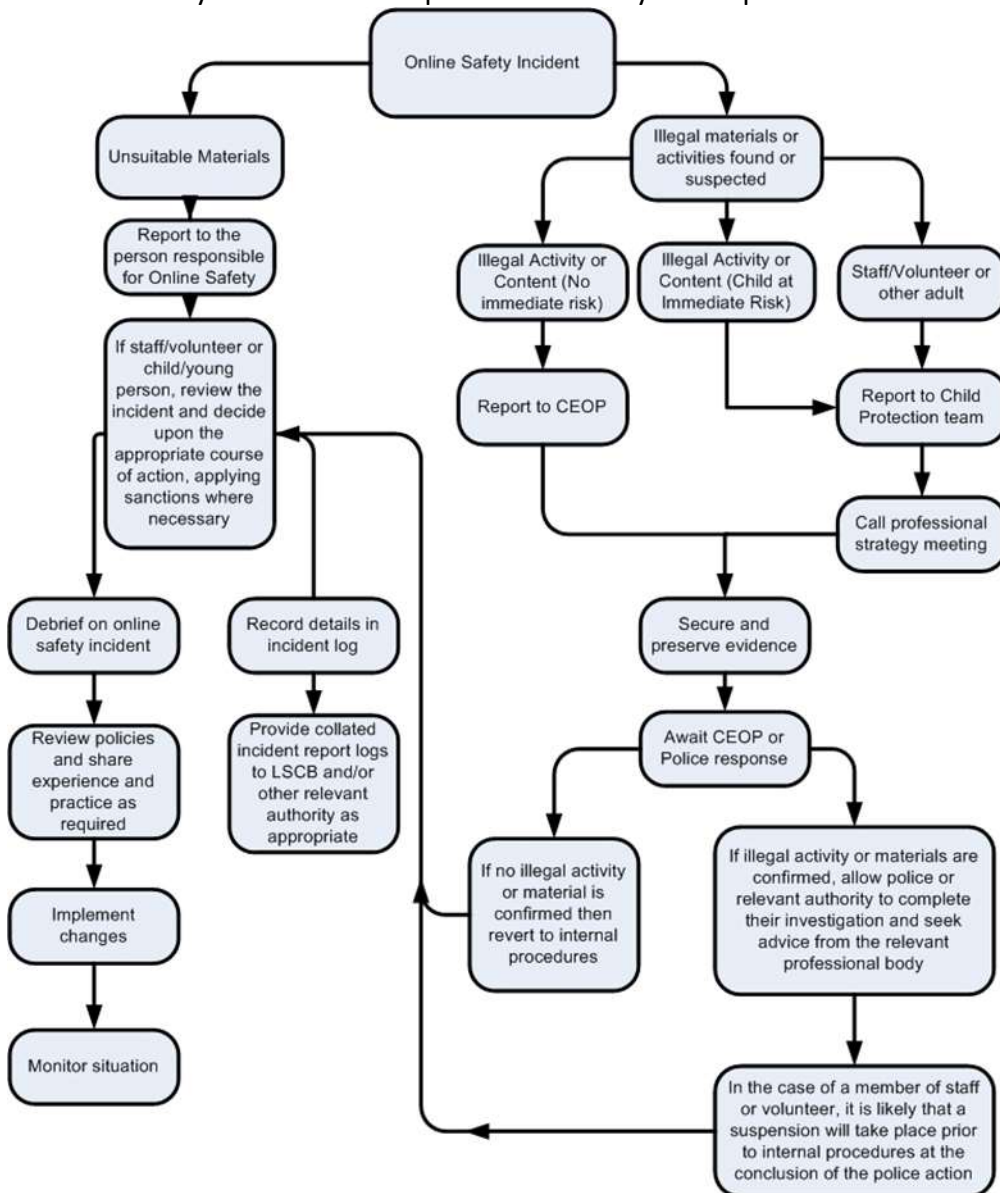 Online Safety Incident
Unsuitable Materials
Report to the
person responsible
for Online Safety
If staff/volunteer or
child/young
person, review the
incident and decide
upon the
appropriate course
of action, applying
sanctions where
necessary
Debrief on online
safety incident
Review policies
and share
experience and
practice as
required
Implement
changes
Monitor situation
Record details in
incident log
Provide collated
incident report logs
to LSCB and/or
other relevant
authority as
appropriate
Illegal materials or
activities found or
suspected
Illegal Activity or
Content (No
immediate risk)
Illegal Activity or
Content (Child at
Immediate Risk)
Staff/Volunteer or
other adult
Report to CEOP
Report to Child
Protection team
Call professional
strategy meeting
Secure and
preserve evidence
Await CEOP or
Police response
If no illegal activity
or material is
confirmed then
revert to internal
procedures
If illegal activity or materials are
confirmed, allow police or
relevant authority to complete
their investigation and seek
advice from the relevant
professional body
In the case of a member of staff
or volunteer, it is likely that a
suspension will take place prior
to internal procedures at the
conclusion of the police action